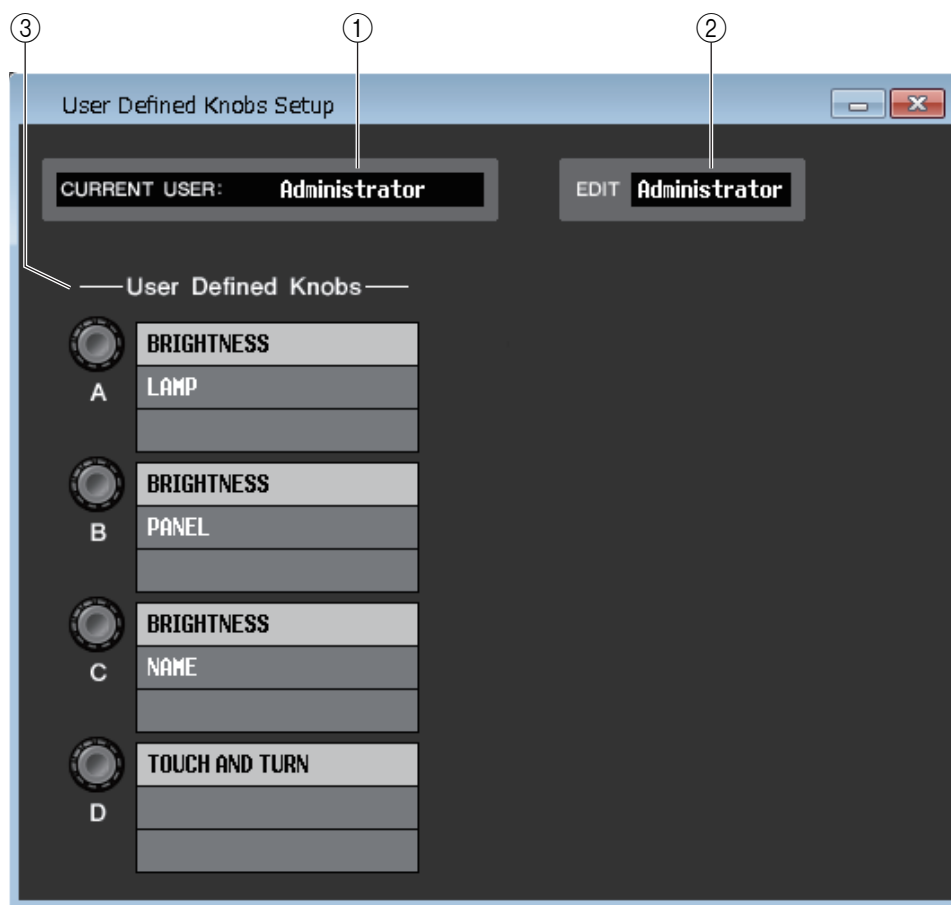 ③ ① ②
User Defined Knobs Setup
CURRENT USER: Administrator EDIT Administrator
User Defined Knobs
BRIGHTNESS
A LAMP
BRIGHTNESS
B PANEL
BRIGHTNESS
C NAME
TOUCH AND TURN
D